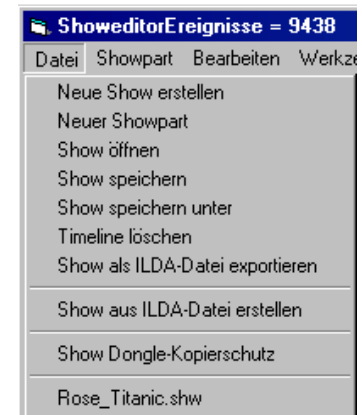 ShoweditorEreignisse = 9438
Datei Showpart Bearbeiten
Neue Show erstellen
Neuer Showpart
Show öffnen
Show speichern
Show speichern unter
Timeline löschen
Show als ILDA-Datei exportieren
Show aus ILDA-Datei erstellen
Show Dongle-Kopierschutz
Rose_Titanic.shw